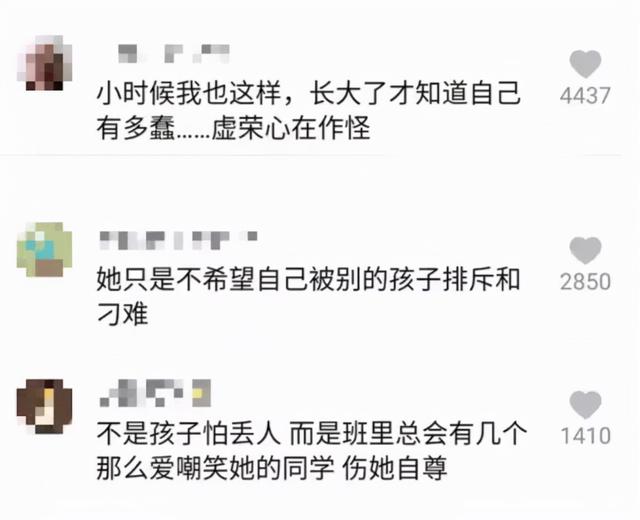 小时候我也这样，长大了才知道自己
4437
有多蠢……虚荣心在作怪
她只是不希望自己被别的孩子排斥和
2850
刁难
不是孩子怕丢人 而是班里总会有几个
1410
那么爱嘲笑她的同学 伤她自尊